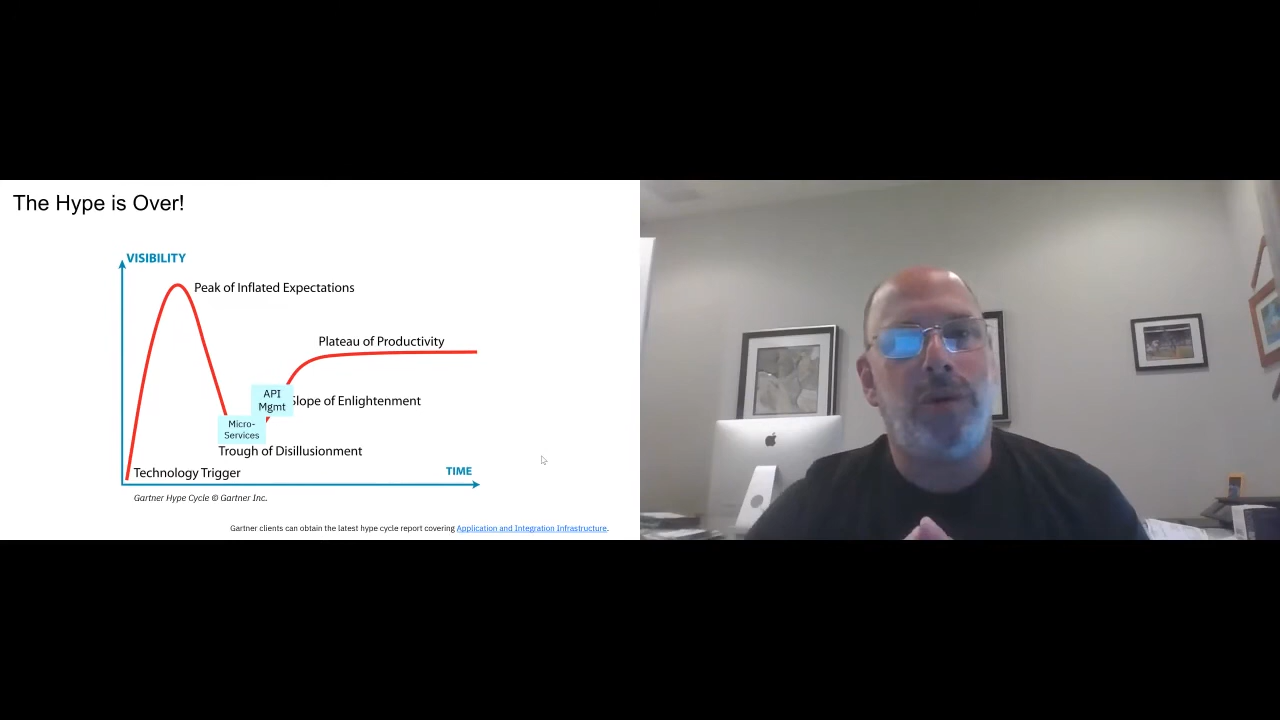 The Hype is Over!
VISIBILITY
Peak of Inflated Expectations
Plateau of Productivity
API
Mgmt
Slope of Enlightenment
Micro-
Services
Trough of Disillusionment
Technology Trigger
TIME
Gartner Hype Cycle © Gartner Inc.
Gartner clients can obtain the latest hype cycle report covering Application and Integration Infrastructure.